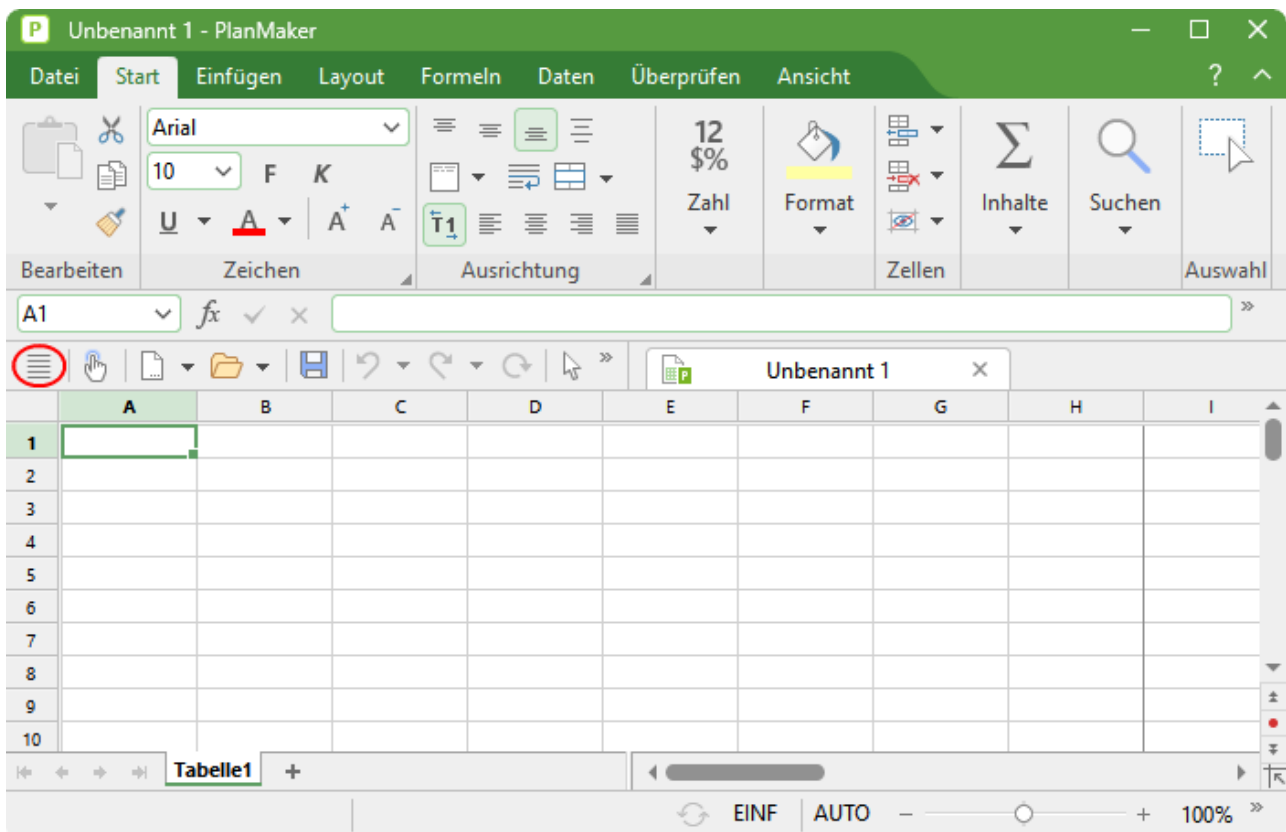 P Unbenannt 1 - PlanMaker
Datei Start Einfügen Layout Formeln Daten Überprüfen Ansicht ?
Arial
10 F K
U A A+ A-
T1
12
$%
Zahl Format Inhalte Suchen
Bearbeiten Zeichen Ausrichtung Zellen Auswahl
A1 fx
P Unbenannt 1
A B C D E F G H I
1
2
3
4
5
6
7
8
9
10
Tabelle1 +
EINF AUTO 100%